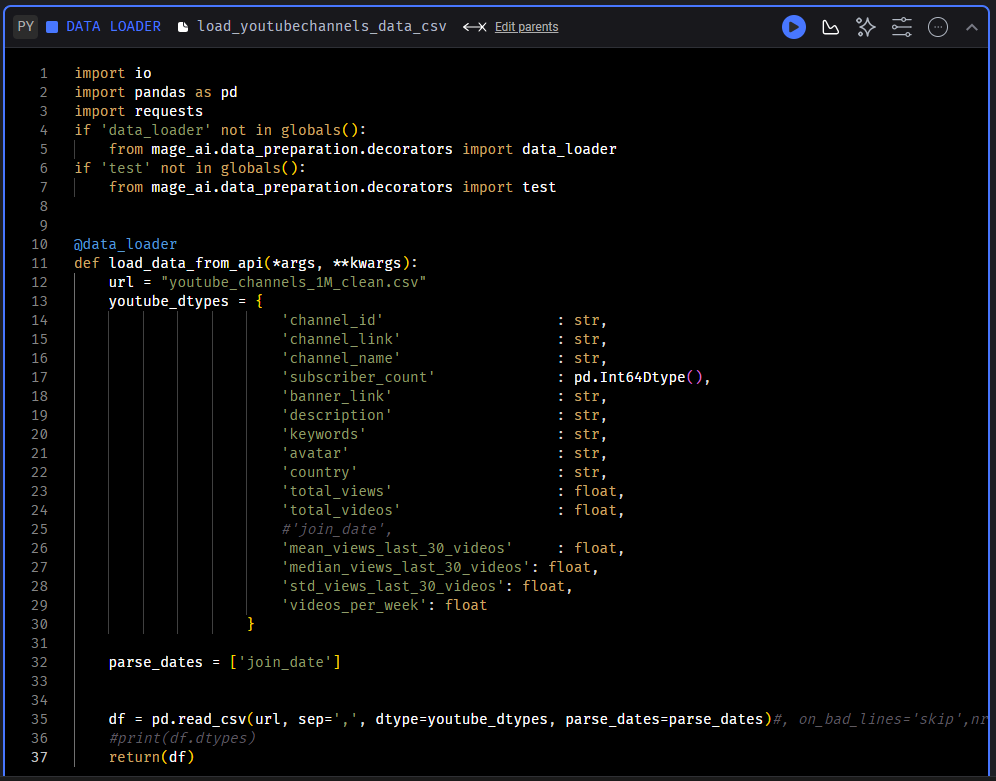 PY DATA LOADER load_youtubechannels_data_csv Edit parents
1 import io
2 import pandas as pd
3 import requests
4 if 'data_loader' not in globals():
5     from mage_ai.data_preparation.decorators import data_loader
6 if 'test' not in globals():
7     from mage_ai.data_preparation.decorators import test
8
9
10 @data_loader
11 def load_data_from_api(*args, **kwargs):
12     url = "youtube_channels_1M_clean.csv"
13     youtube_dtypes = {
14                         'channel_id'                    : str,
15                         'channel_link'                  : str,
16                         'channel_name'                  : str,
17                         'subscriber_count'              : pd.Int64Dtype(),
18                         'banner_link'                   : str,
19                         'description'                   : str,
20                         'keywords'                      : str,
21                         'avatar'                        : str,
22                         'country'                       : str,
23                         'total_views'                   : float,
24                         'total_videos'                  : float,
25                         #'join_date',
26                         'mean_views_last_30_videos'     : float,
27                         'median_views_last_30_videos': float,
28                         'std_views_last_30_videos': float,
29                         'videos_per_week': float
30                     }
31
32     parse_dates = ['join_date']
33
34
35     df = pd.read_csv(url, sep=',', dtype=youtube_dtypes, parse_dates=parse_dates)#, on_bad_lines='skip',nr
36     #print(df.dtypes)
37     return(df)